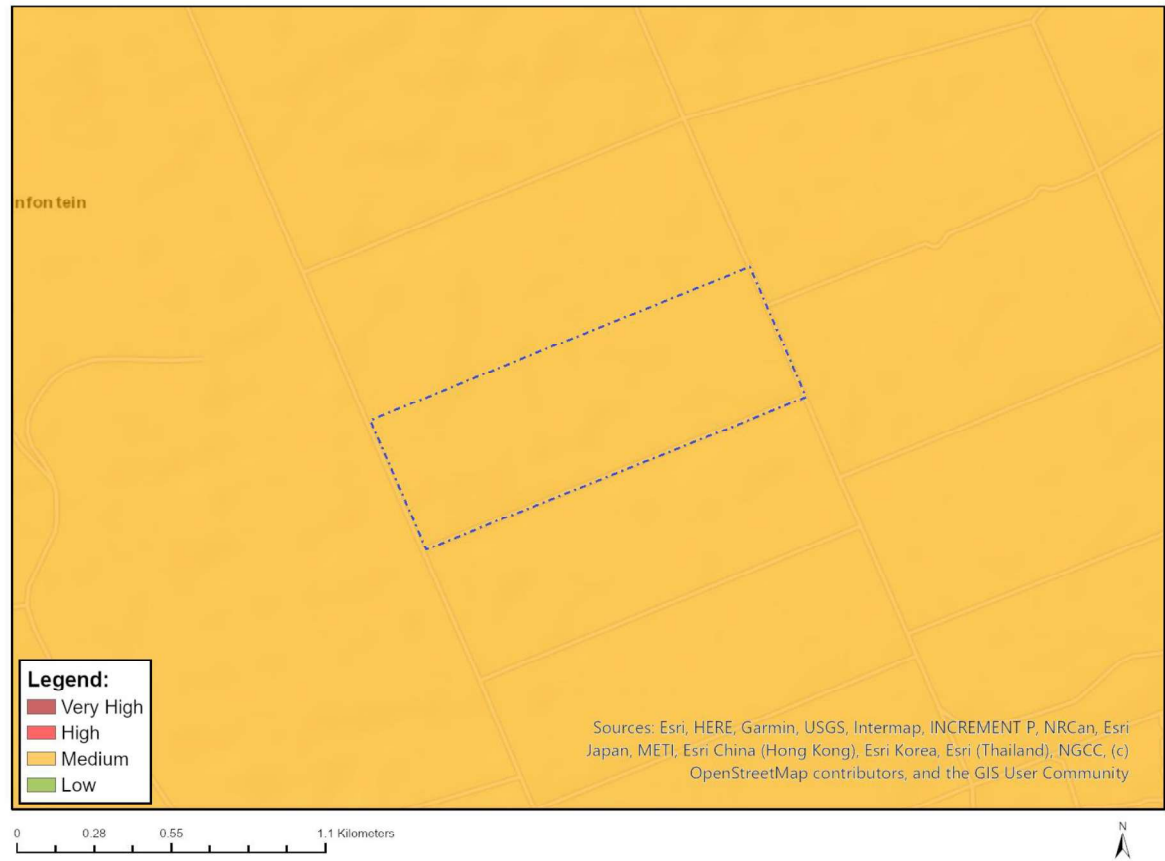 nfontein
Legend:
Very High
High
Medium
Low
Sources: Esri, HERE, Garmin, USGS, Intermap, INCREMENT P, NRCan, Esri
Japan, METI, Esri China (Hong Kong), Esri Korea, Esri (Thailand), NGCC, (c)
OpenStreetMap contributors, and the GIS User Community
0 0.28 0.55 1.1 Kilometers
N